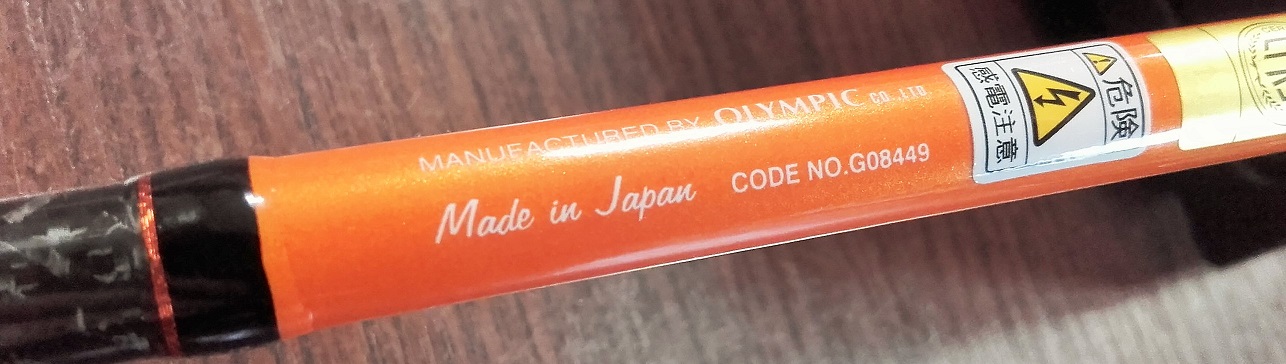 MANUFACTURED BY OLYMPIC CO.,LTD.
Made in Japan
CODE NO.G08449
危険
感電注意